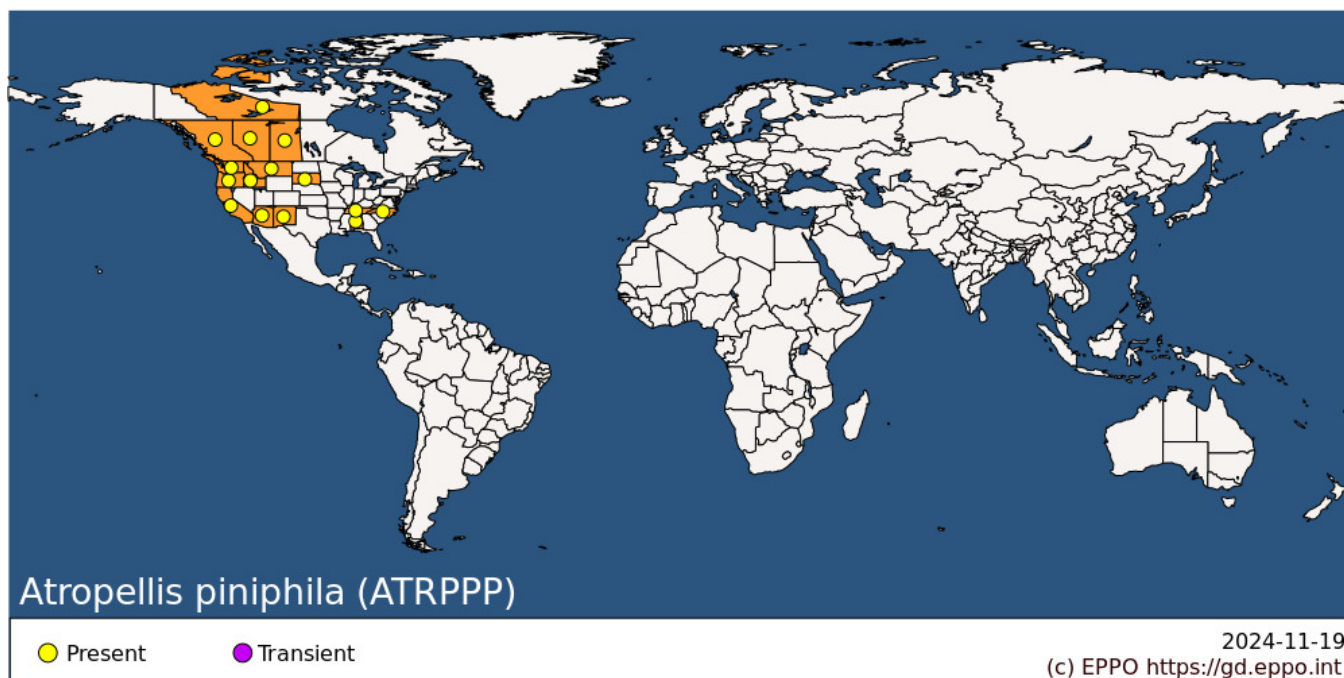 Atropellis piniphila (ATRPPP)
Present
Transient
2024-11-19
(c) EPPO https://gd.eppo.int